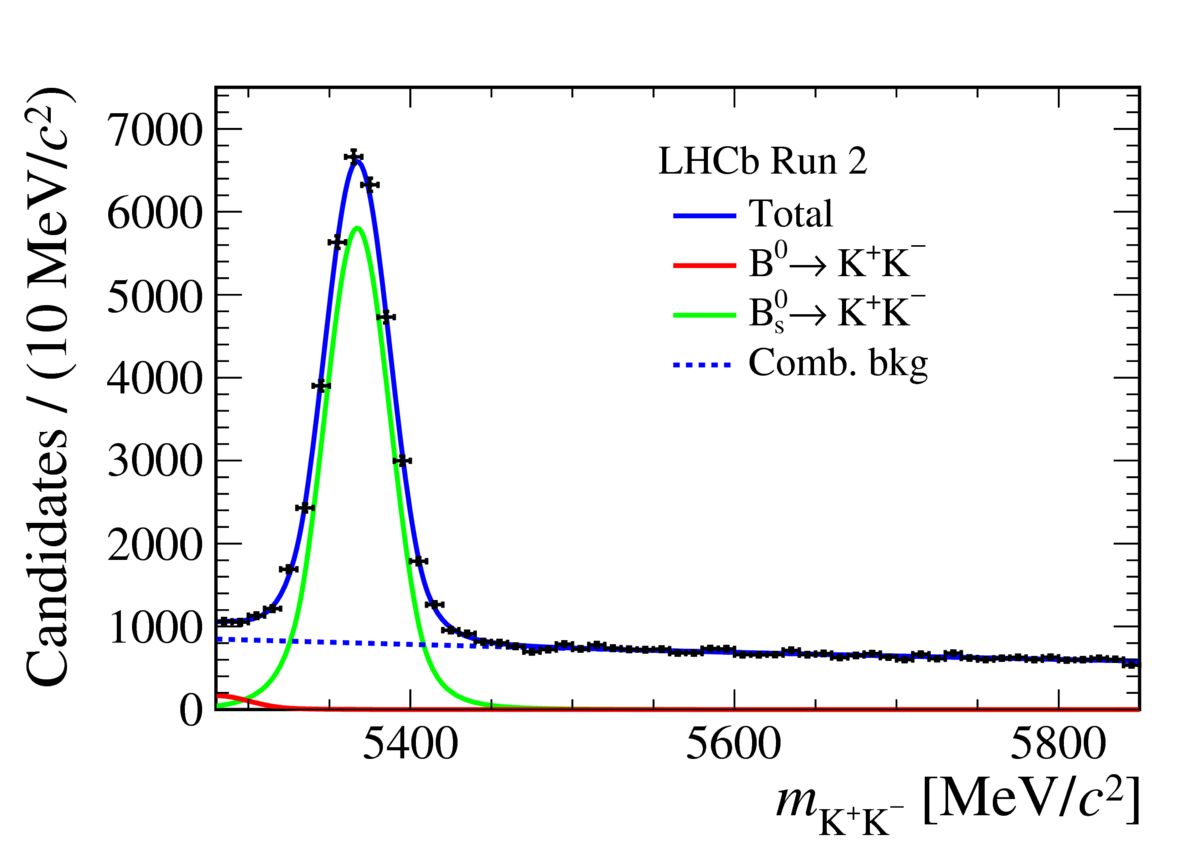 Candidates / (10 MeV/c²)
7000
6000
5000
4000
3000
2000
1000
0
LHCb Run 2
Total
B⁰→ K⁺K⁻
B⁰ₛ→ K⁺K⁻
Comb. bkg
5400 5600 5800
m_K⁺K⁻ [MeV/c²]